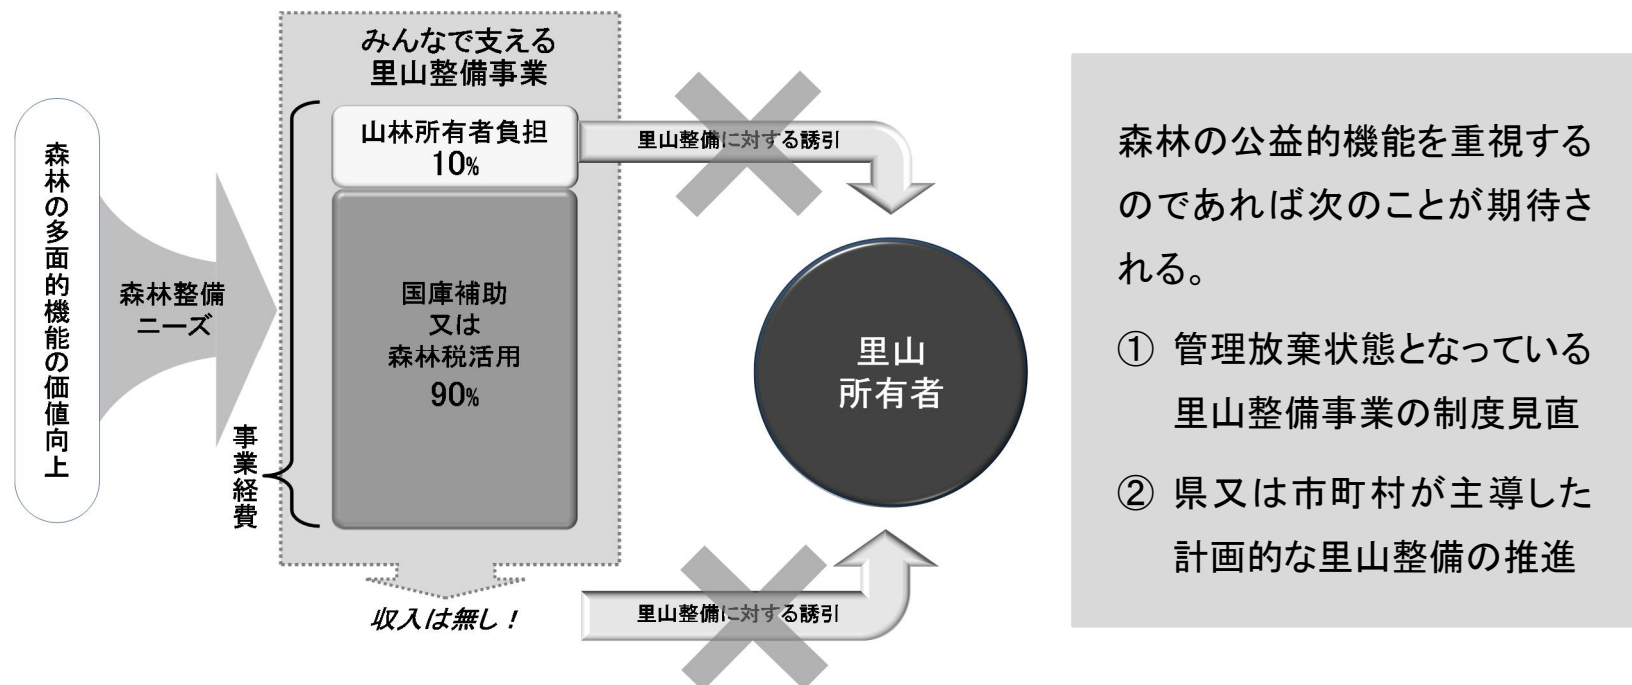 森林の多面的機能の価値向上
森林整備
ニーズ
みんなで支える
里山整備事業
山林所有者負担
10%
国庫補助
又は
森林税活用
90%
事業経費
収入は無し！
里山整備に対する誘引
里山
所有者
里山整備に対する誘引
森林の公益的機能を重視する
のであれば次のことが期待さ
れる。
① 管理放棄状態となっている
里山整備事業の制度見直
② 県又は市町村が主導した
計画的な里山整備の推進